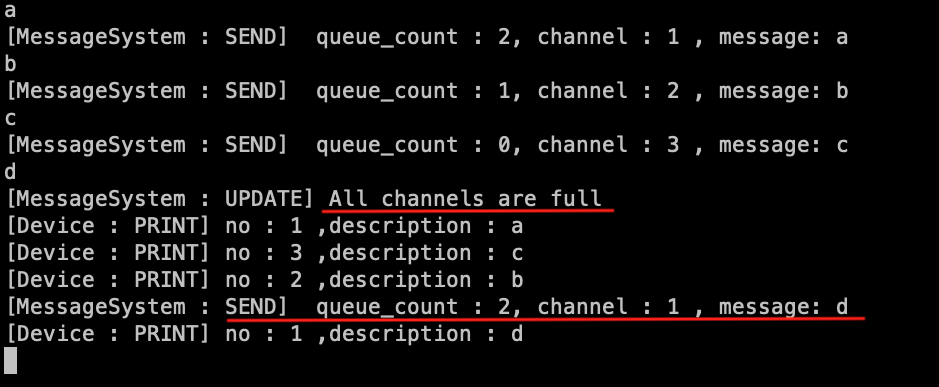 a
[MessageSystem : SEND]  queue_count : 2, channel : 1 , message: a
b
[MessageSystem : SEND]  queue_count : 1, channel : 2 , message: b
c
[MessageSystem : SEND]  queue_count : 0, channel : 3 , message: c
d
[MessageSystem : UPDATE] All channels are full
[Device : PRINT] no : 1 ,description : a
[Device : PRINT] no : 3 ,description : c
[Device : PRINT] no : 2 ,description : b
[MessageSystem : SEND]  queue_count : 2, channel : 1 , message: d
[Device : PRINT] no : 1 ,description : d